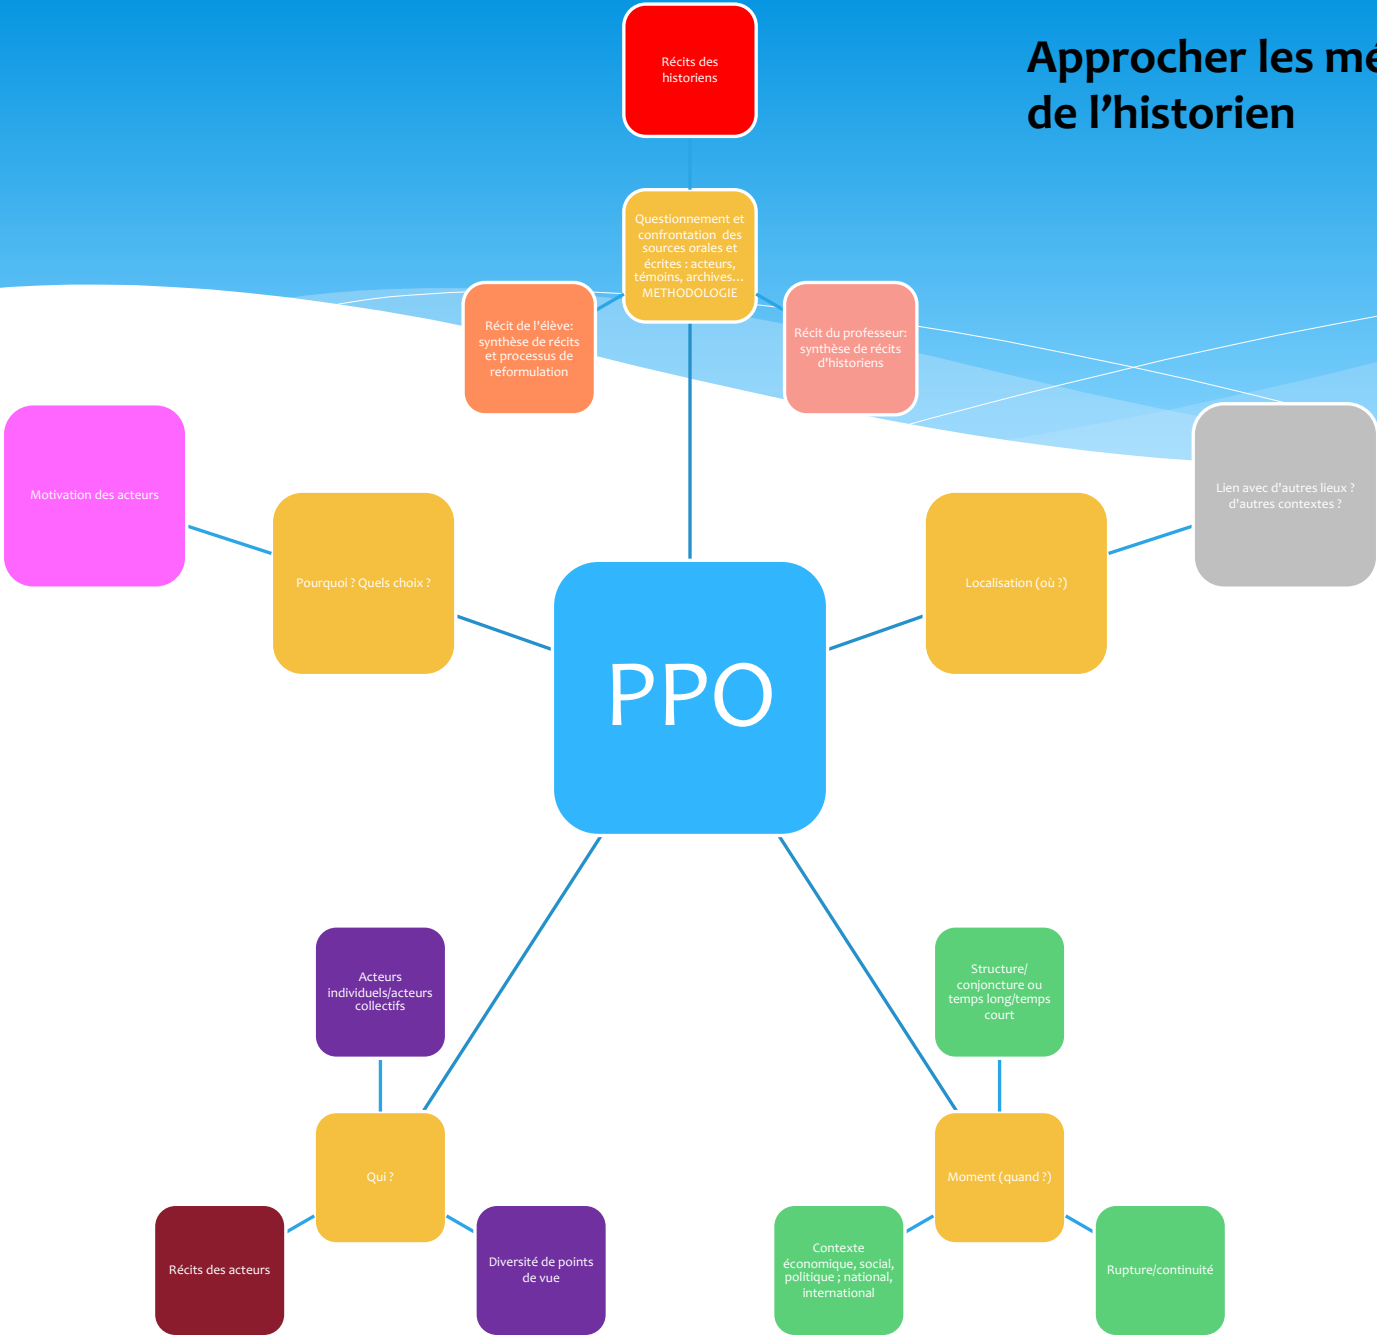 Approcher les mé
de l'historien
Récits des
historiens
Questionnement et
confrontation  des
sources orales et
écrites : acteurs,
témoins, archives…
METHODOLOGIE
Récit de l'élève:
synthèse de récits
et processus de
reformulation
Récit du professeur:
synthèse de récits
d'historiens
Motivation des acteurs
Pourquoi ? Quels choix ?
Localisation (où ?)
Lien avec d'autres lieux ?
d'autres contextes ?
PPO
Acteurs
individuels/acteurs
collectifs
Qui ?
Récits des acteurs
Diversité de points
de vue
Structure/
conjoncture ou
temps long/temps
court
Moment (quand ?)
Contexte
économique, social,
politique ; national,
international
Rupture/continuité